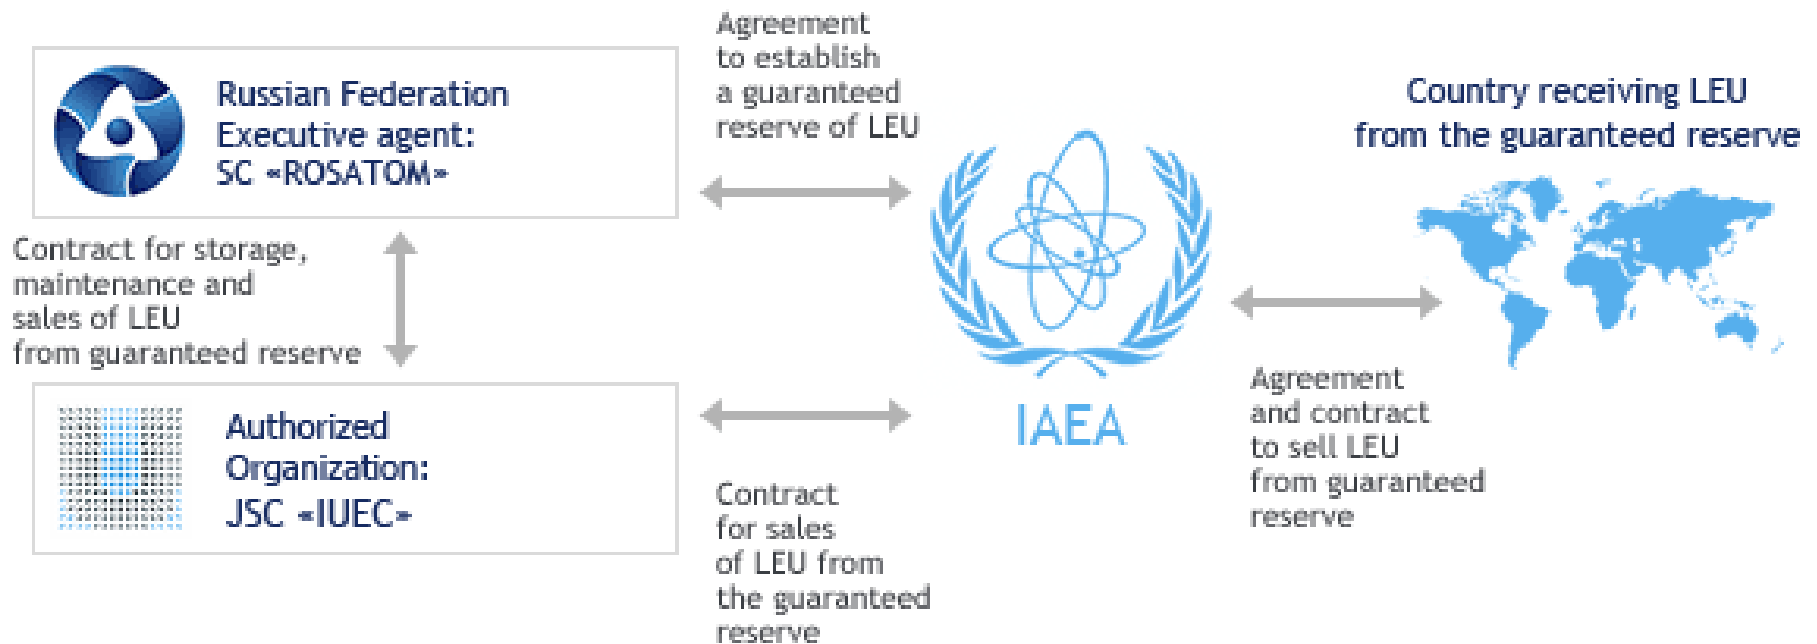 Agreement
to establish
a guaranteed
reserve of LEU
Russian Federation
Executive agent:
SC «ROSATOM»
Country receiving LEU
from the guaranteed reserve
Contract for storage,
maintenance and
sales of LEU
from guaranteed reserve
Authorized
Organization:
JSC «IUEC»
IAEA
Contract
for sales
of LEU from
the guaranteed
reserve
Agreement
and contract
to sell LEU
from guaranteed
reserve